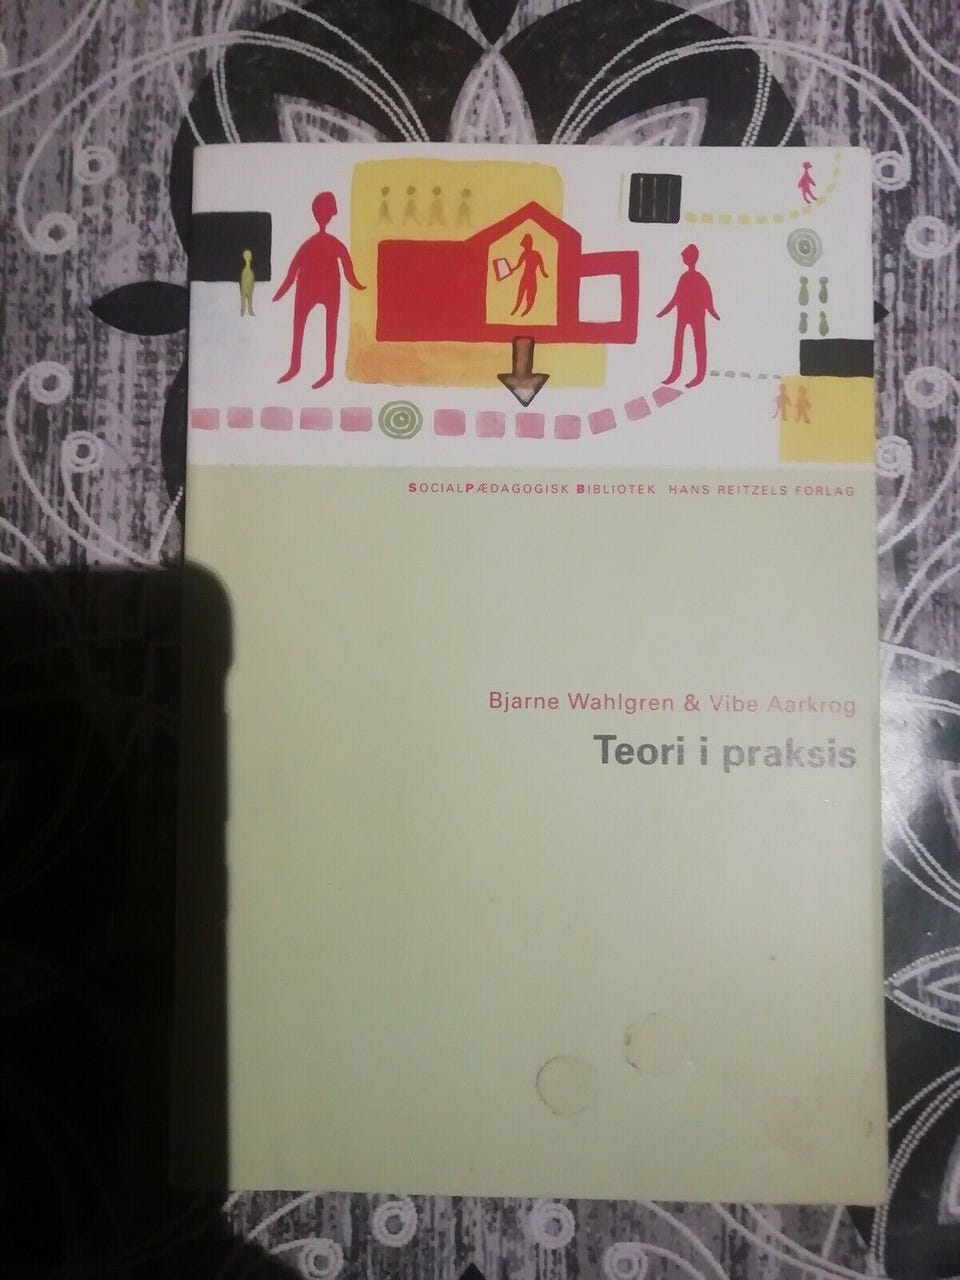 SOCIALPÆDAGOGISK BIBLIOTEK HANS REITZELS FORLAG
Bjarne Wahlgren & Vibe Aarkrog
Teori i praksis